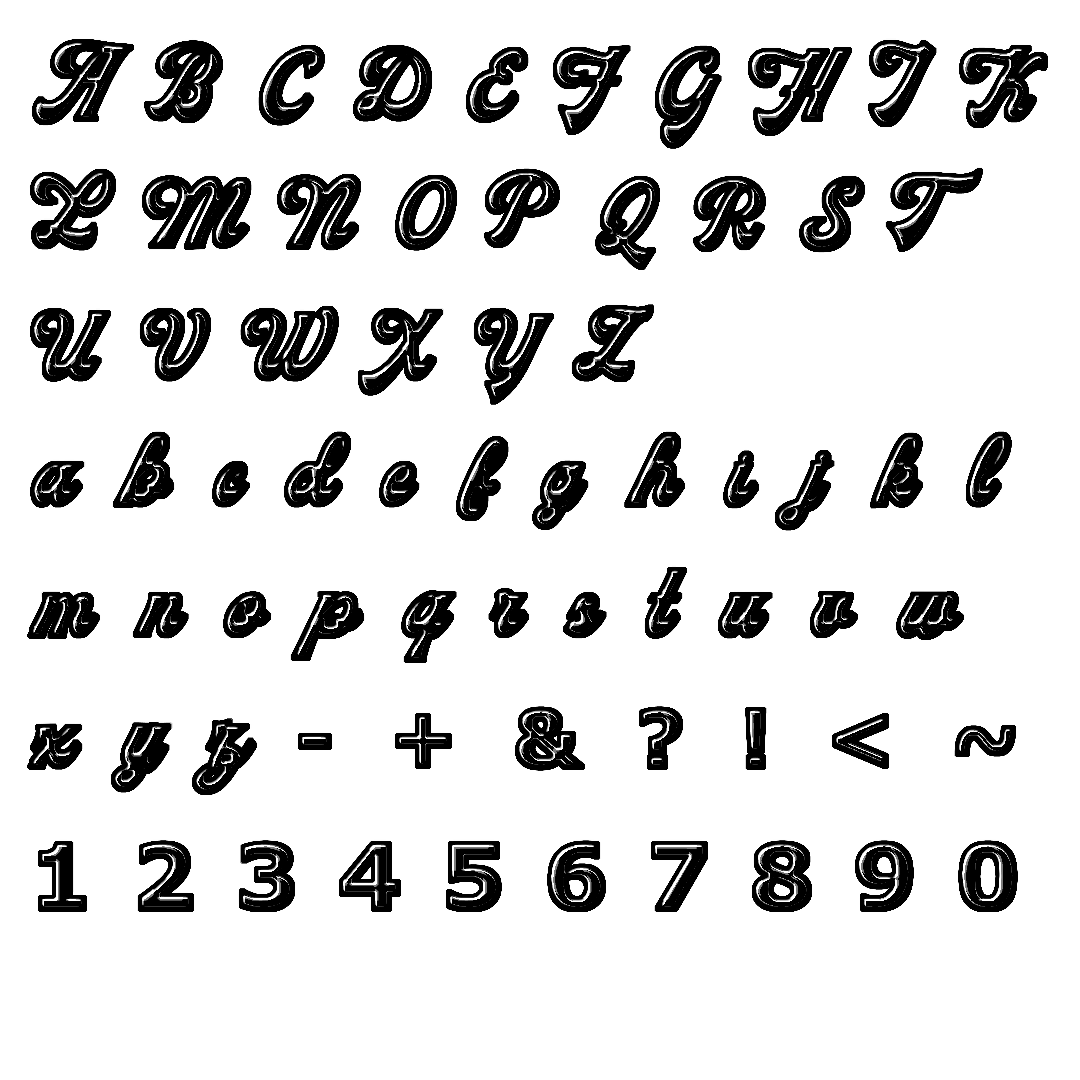 A B C D E F G H I K
L M N O P Q R S T
U V W X Y Z
a b c d e f g h i j k l
m n o p q r s t u v w
x y z - + & ? ! < ~
1 2 3 4 5 6 7 8 9 0